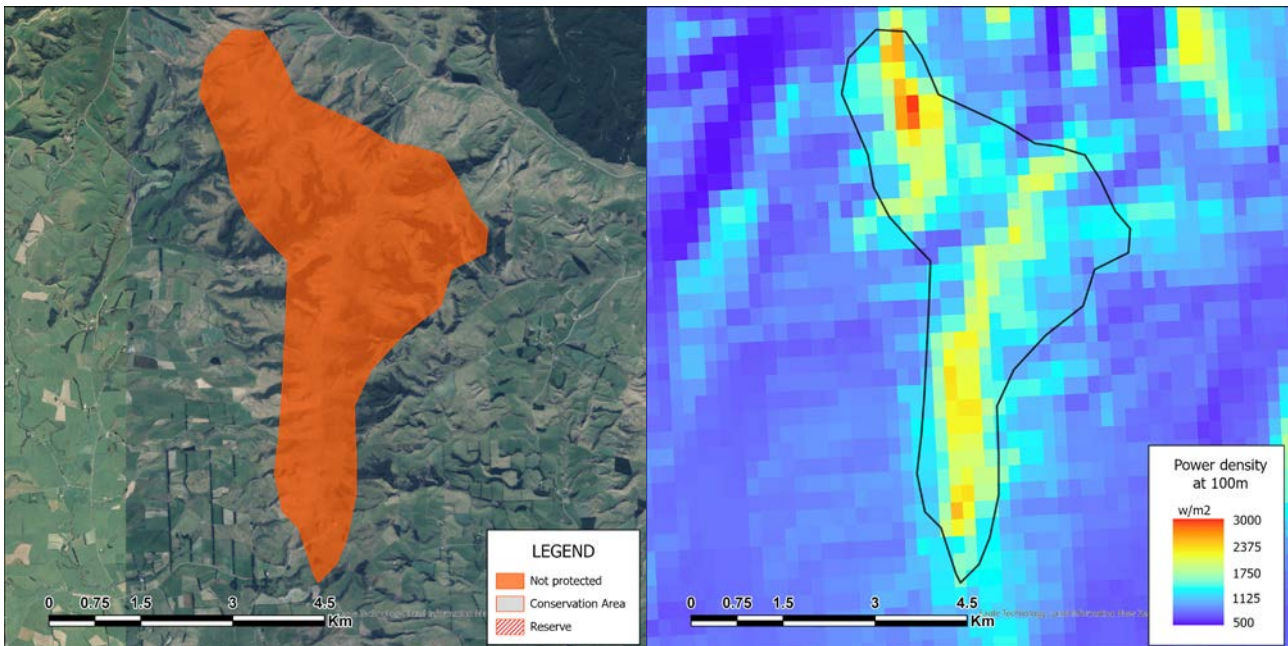 LEGEND
Not protected
Conservation Area
Reserve
0 0.75 1.5 3 4.5
Km
Power density
at 100m
w/m2
3000
2375
1750
1125
500
0 0.75 1.5 3 4.5
Km